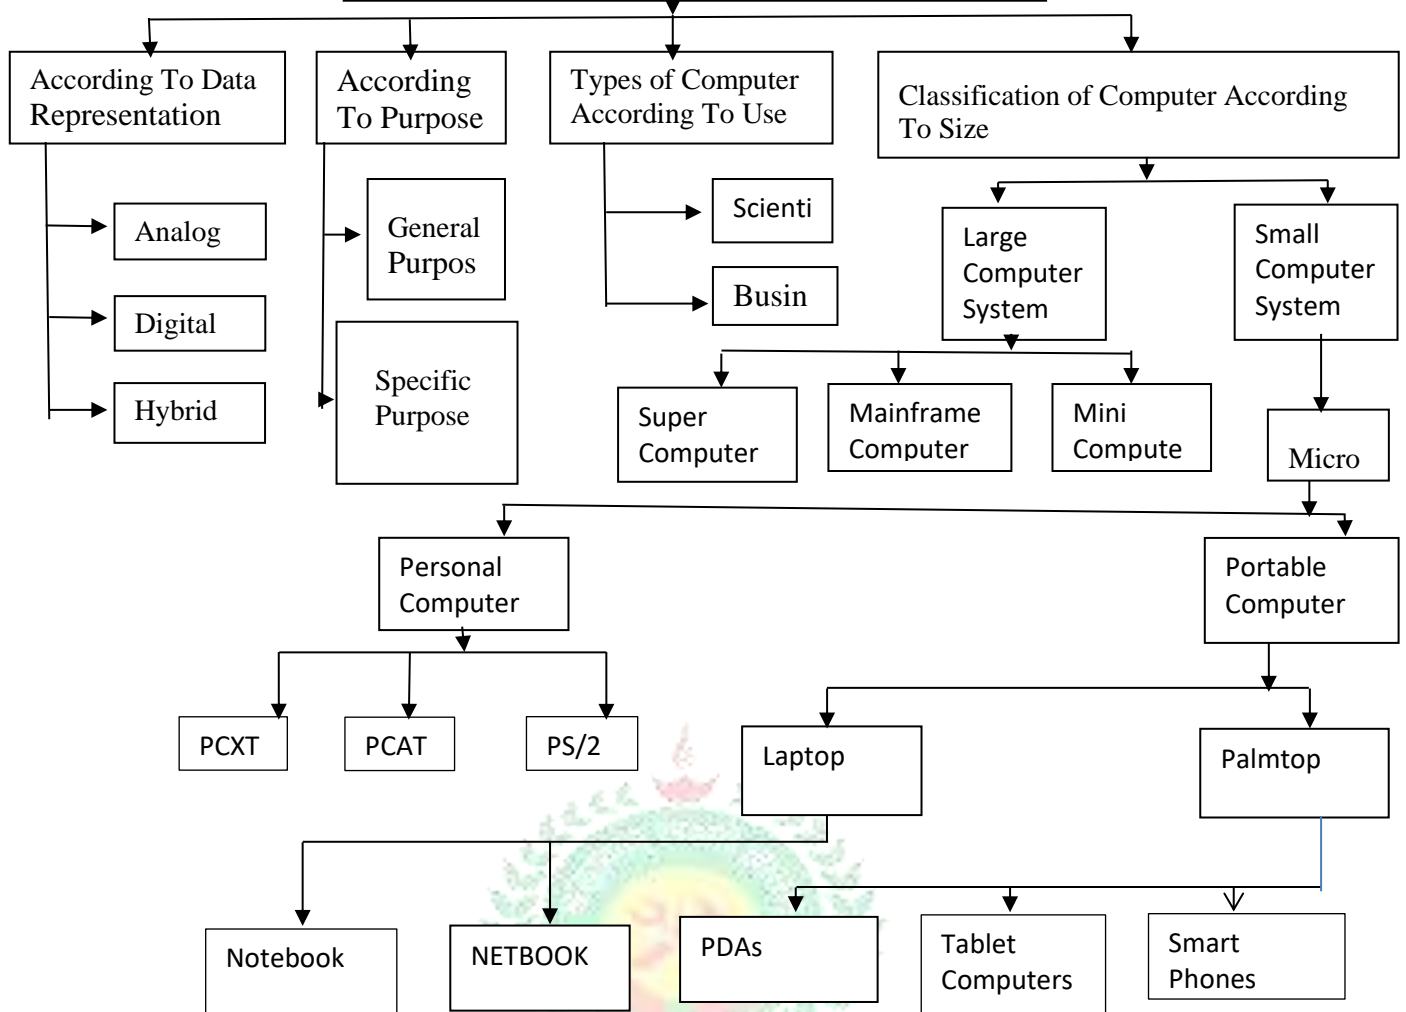 According To Data
Representation
According
To Purpose
Types of Computer
According To Use
Classification of Computer According
To Size
Analog
Digital
Hybrid
General
Purpos
Specific
Purpose
Scienti
Busin
Large
Computer
System
Small
Computer
System
Super
Computer
Mainframe
Computer
Mini
Compute
Micro
Personal
Computer
Portable
Computer
PCXT
PCAT
PS/2
Laptop
Palmtop
Notebook
NETBOOK
PDAs
Tablet
Computers
Smart
Phones